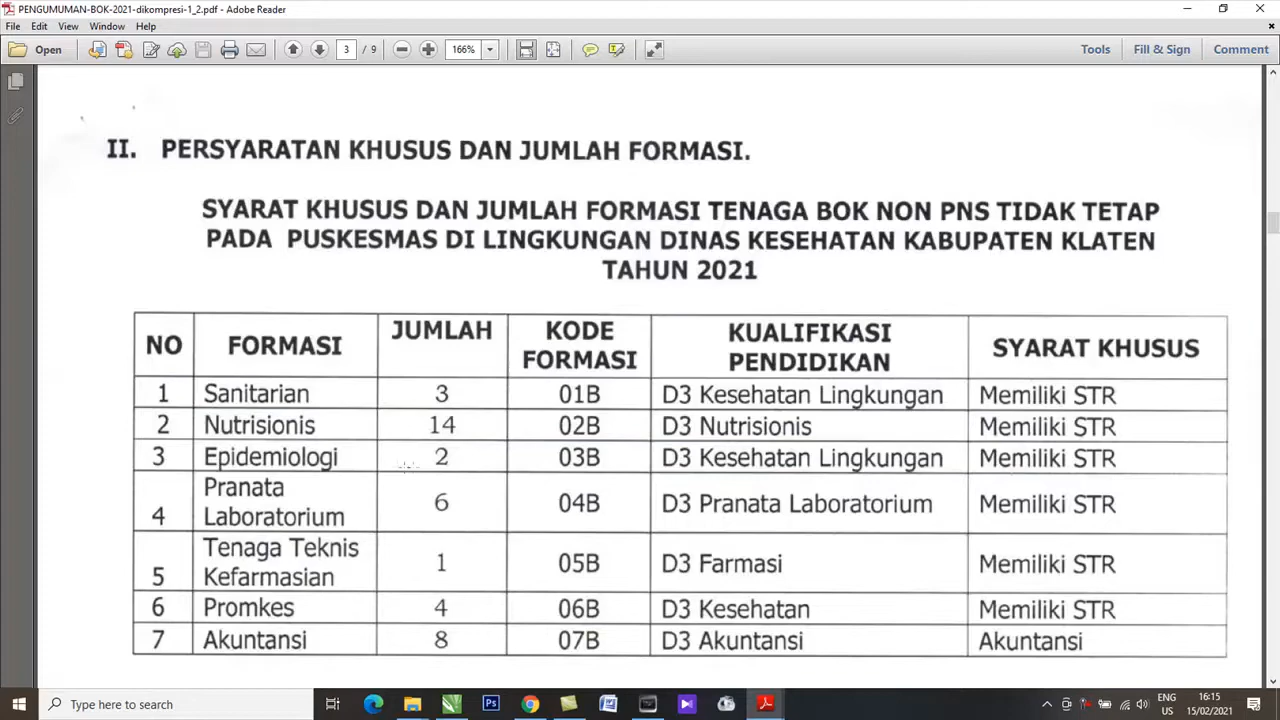 PENGUMUMAN-BOK-2021-dikompresi-1_2.pdf - Adobe Reader
File Edit View Window Help
Open 3 / 9 166% Tools Fill & Sign Comment
II. PERSYARATAN KHUSUS DAN JUMLAH FORMASI.
SYARAT KHUSUS DAN JUMLAH FORMASI TENAGA BOK NON PNS TIDAK TETAP
PADA PUSKESMAS DI LINGKUNGAN DINAS KESEHATAN KABUPATEN KLATEN
TAHUN 2021
NO FORMASI JUMLAH KODE FORMASI KUALIFIKASI PENDIDIKAN SYARAT KHUSUS
1 Sanitarian 3 01B D3 Kesehatan Lingkungan Memiliki STR
2 Nutrisionis 14 02B D3 Nutrisionis Memiliki STR
3 Epidemiologi 2 03B D3 Kesehatan Lingkungan Memiliki STR
4 Pranata Laboratorium 6 04B D3 Pranata Laboratorium Memiliki STR
5 Tenaga Teknis Kefarmasian 1 05B D3 Farmasi Memiliki STR
6 Promkes 4 06B D3 Kesehatan Memiliki STR
7 Akuntansi 8 07B D3 Akuntansi Akuntansi
Type here to search
ENG
US
16:15
15/02/2021